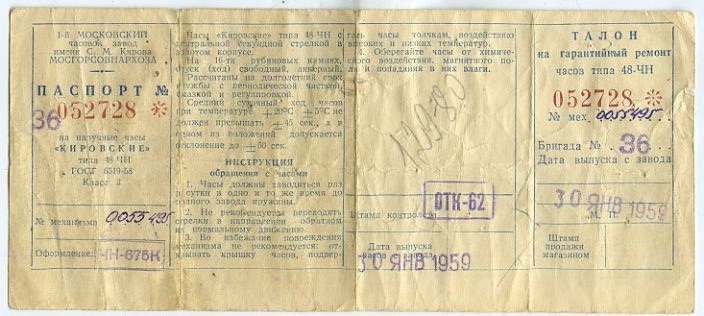 1-й МОСКОВСКИЙ
часовой завод
имени С. М. Кирова
МОСГОРСОВНАРХОЗА
ПАСПОРТ №
052728 *
36
на наручные часы
«КИРОВСКИЕ»
типа 48-ЧН
ГОСТ 6519-58
Класс 2
№ механизма 0055495
Оформление ЧН-675К
Часы «Кировские» типа 48-ЧН с
центральной секундной стрелкой в
золотом корпусе.
На 16-ти рубиновых камнях,
спуск (ход) свободный, анкерный.
Рассчитаны на долголетний срок
службы с периодической чисткой,
смазкой и регулировкой.
Средний суточный ход часов
при температуре +20°С ±5°С не
должен превышать ±45 сек., а в
одном из положений допускается
отклонение до ±60 сек.
ИНСТРУКЦИЯ
обращения с часами
1. Часы должны заводиться раз
в сутки в одно и то же время до
полного завода пружины.
2. Не рекомендуется переводить
стрелки в направлении обратном
их нормальному движению.
3. Во избежание повреждения
механизма не рекомендуется: от-
крывать крышку часов, подвер-
гать часы толчкам, воздействию
высоких и низких температур.
4. Оберегайте часы от химичес-
кого воздействия, магнитного по-
ля и попадания в них влаги.
ОТК-62
Штамп контролера
Дата выпуска
часов с завода
30 ЯНВ 1959
ТАЛОН
на гарантийный ремонт
часов типа 48-ЧН
052728 *
№ мех. 0055495
Бригада № 36
Дата выпуска с завода
30 ЯНВ 1959
М. П.
Штамп
продажи
магазином